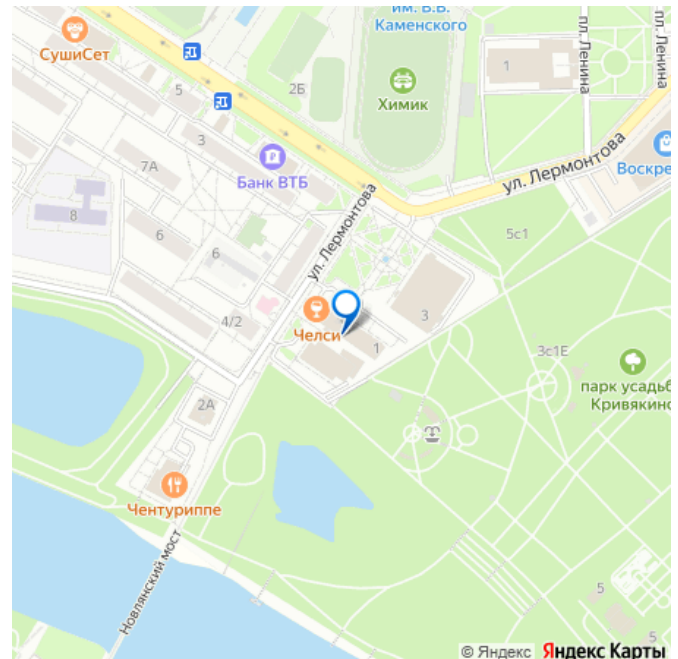 им. В.В.
Каменского
пл. Ленина
пл. Ленина
1
СушиСет
Химик
2Б
5
3
ул. Лермонтова
Воскре
Банк ВТБ
7А
ул. Лермонтова
8
6
6
5с1
4/2
Челси
3
1
3с1Е
парк усадьб
Кривякино
2А
Чентуриппе
Новлянский мост
5
5
© Яндекс Яндекс Карты